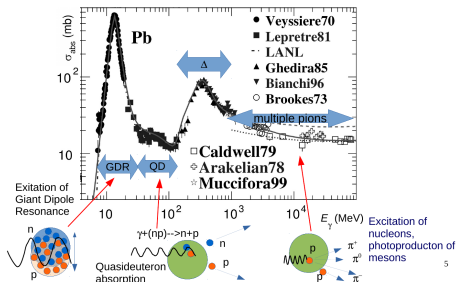 σabs (mb)
Pb
Veyssiere70
Lepretre81
LANL
Ghedira85
Bianchi96
Brookes73
Δ
multiple pions
10²
10
Caldwell79
Arakelian78
Muccifora99
GDR
QD
10
10²
10³
10⁴
Eγ (MeV)
Exitation of
Giant Dipole
Resonance
γ+(np)-->n+p
Quasideuteron
absorption
n
p
n
p
p
p
π⁺
π⁰
π⁻
Excitation of
nucleons,
photoproducton of
mesons
5